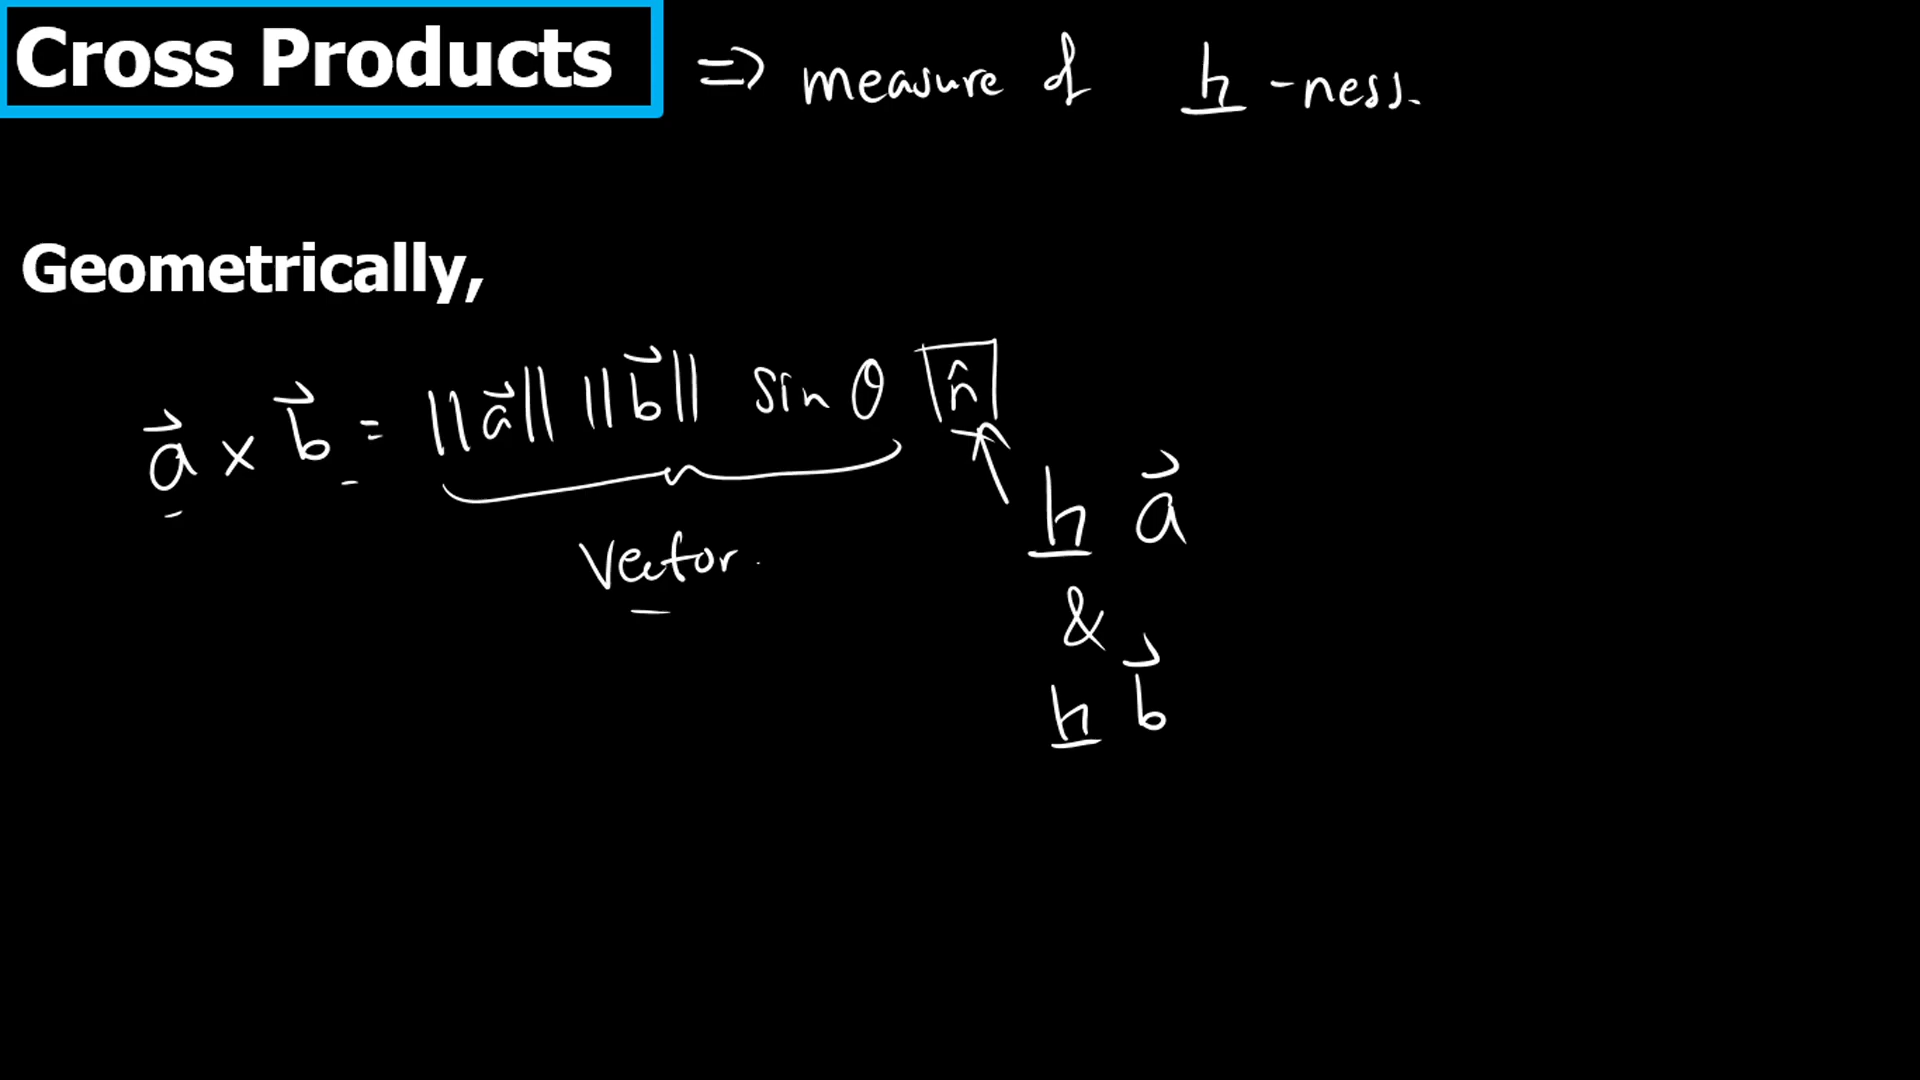 Cross Products ⇒ measure of ⊥-ness.
Geometrically,
a⃗ × b⃗ = ||a⃗|| ||b⃗|| sin θ n̂
⊥ a⃗
Vector.
&
⊥ b⃗